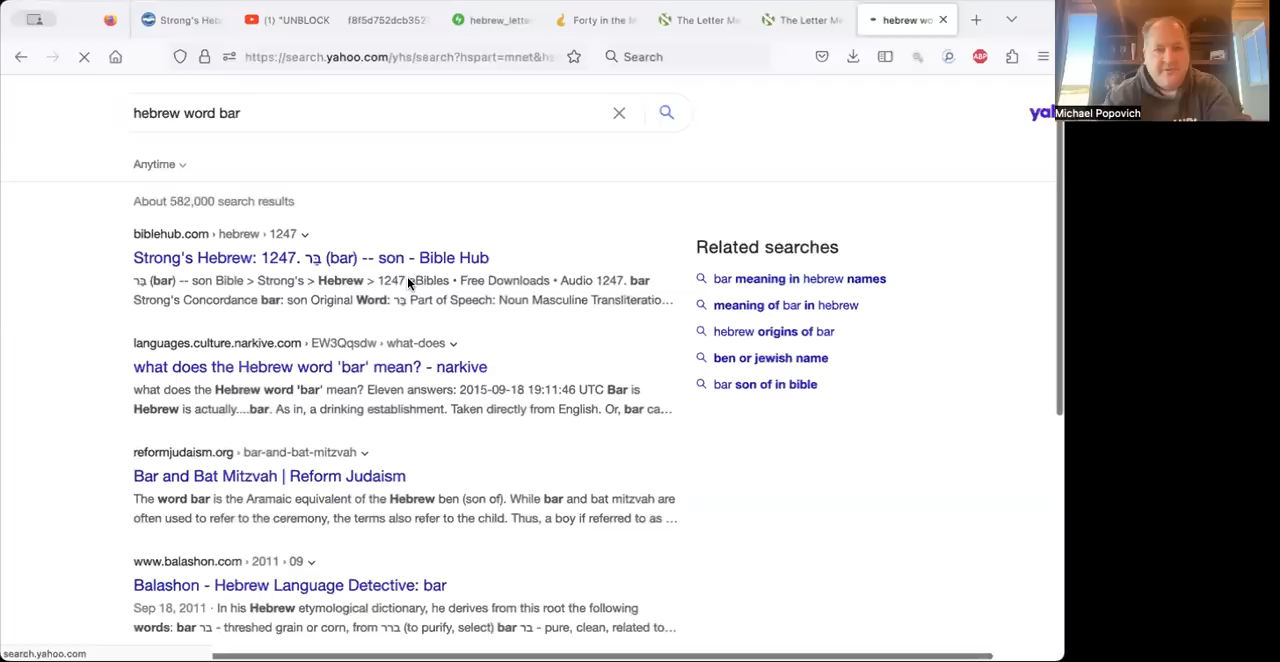 Strong's Heb
(1) "UNBLOCK
f8f5d752dcb352
hebrew_lette
Forty in the M
The Letter Me
The Letter Me
hebrew wo
https://search.yahoo.com/yhs/search?hspart=mnet&hs
Search
ABP
Michael Popovich
hebrew word bar
Anytime
About 582,000 search results
biblehub.com › hebrew › 1247
Strong's Hebrew: 1247. בַּר (bar) -- son - Bible Hub
בַּר (bar) -- son Bible > Strong's > Hebrew > 1247 eBibles • Free Downloads • Audio 1247. bar
Strong's Concordance bar: son Original Word: בַּר Part of Speech: Noun Masculine Transliteratio...
languages.culture.narkive.com › EW3Qqsdw › what-does
what does the Hebrew word 'bar' mean? - narkive
what does the Hebrew word 'bar' mean? Eleven answers: 2015-09-18 19:11:46 UTC Bar is
Hebrew is actually....bar. As in, a drinking establishment. Taken directly from English. Or, bar ca...
reformjudaism.org › bar-and-bat-mitzvah
Bar and Bat Mitzvah | Reform Judaism
The word bar is the Aramaic equivalent of the Hebrew ben (son of). While bar and bat mitzvah are
often used to refer to the ceremony, the terms also refer to the child. Thus, a boy if referred to as ...
www.balashon.com › 2011 › 09
Balashon - Hebrew Language Detective: bar
Sep 18, 2011 · In his Hebrew etymological dictionary, he derives from this root the following
words: bar בר - threshed grain or corn, from ברר (to purify, select) bar בר - pure, clean, related to...
Related searches
bar meaning in hebrew names
meaning of bar in hebrew
hebrew origins of bar
ben or jewish name
bar son of in bible
search.yahoo.com